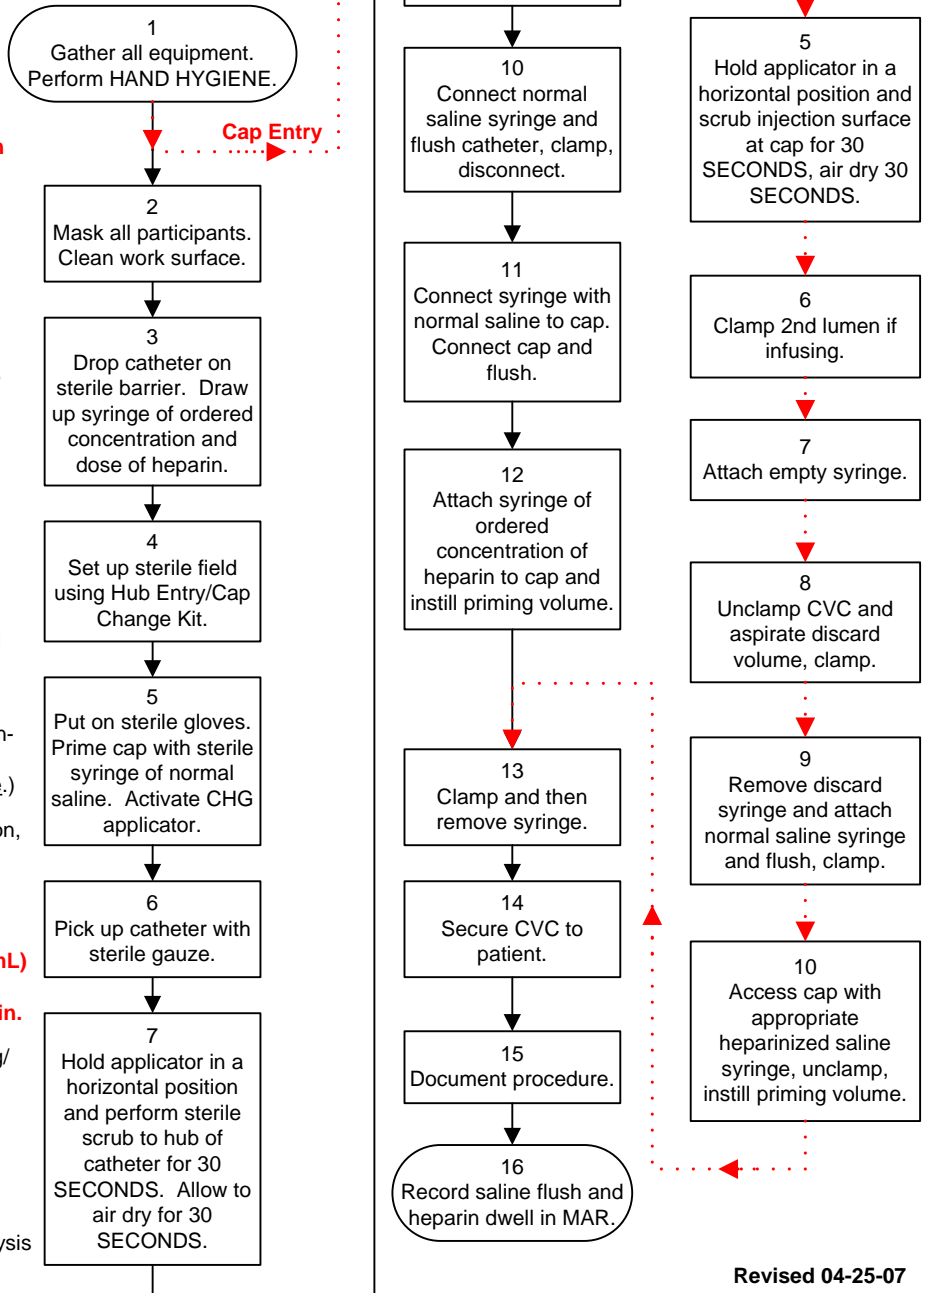 n
n-
e.)
on,
nL)
in.
g/
ysis
1
Gather all equipment.
Perform HAND HYGIENE.
Cap Entry
2
Mask all participants.
Clean work surface.
3
Drop catheter on
sterile barrier. Draw
up syringe of ordered
concentration and
dose of heparin.
4
Set up sterile field
using Hub Entry/Cap
Change Kit.
5
Put on sterile gloves.
Prime cap with sterile
syringe of normal
saline. Activate CHG
applicator.
6
Pick up catheter with
sterile gauze.
7
Hold applicator in a
horizontal position
and perform sterile
scrub to hub of
catheter for 30
SECONDS. Allow to
air dry for 30
SECONDS.
10
Connect normal
saline syringe and
flush catheter, clamp,
disconnect.
11
Connect syringe with
normal saline to cap.
Connect cap and
flush.
12
Attach syringe of
ordered
concentration of
heparin to cap and
instill priming volume.
13
Clamp and then
remove syringe.
14
Secure CVC to
patient.
15
Document procedure.
16
Record saline flush and
heparin dwell in MAR.
5
Hold applicator in a
horizontal position and
scrub injection surface
at cap for 30
SECONDS, air dry 30
SECONDS.
6
Clamp 2nd lumen if
infusing.
7
Attach empty syringe.
8
Unclamp CVC and
aspirate discard
volume, clamp.
9
Remove discard
syringe and attach
normal saline syringe
and flush, clamp.
10
Access cap with
appropriate
heparinized saline
syringe, unclamp,
instill priming volume.
Revised 04-25-07